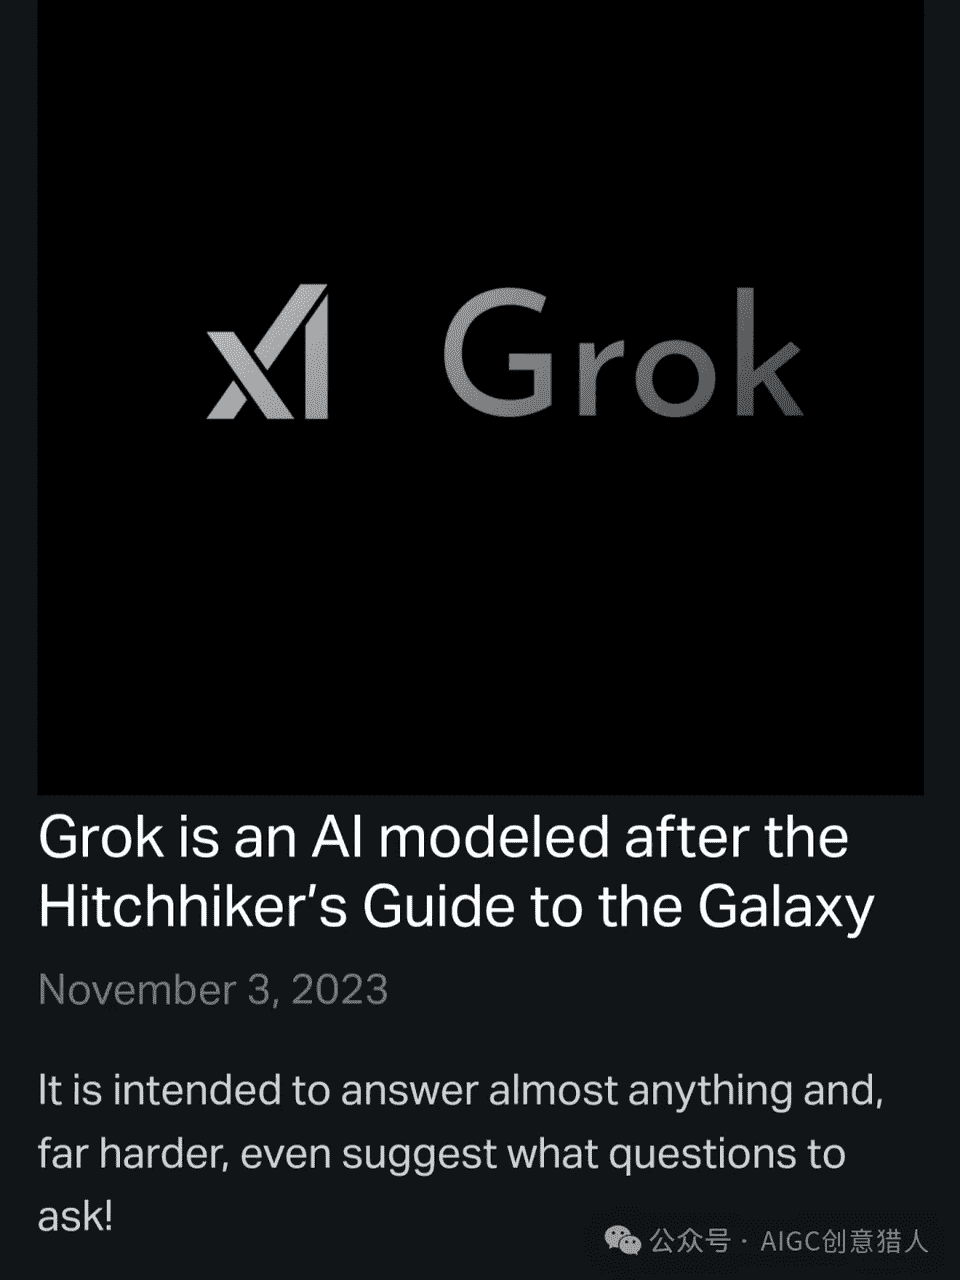 xI Grok
Grok is an AI modeled after the
Hitchhiker’s Guide to the Galaxy
November 3, 2023
It is intended to answer almost anything and,
far harder, even suggest what questions to
ask!
公众号 · AIGC创意猎人